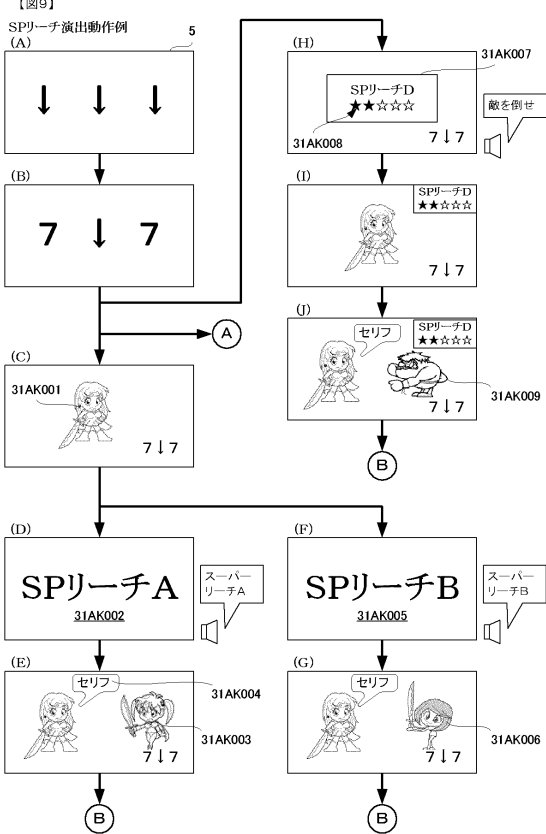 【図9】
SPリーチ演出動作例
5
(A)
↓ ↓ ↓
(B)
7 ↓ 7
A
(C)
31AK001
7↓7
(D)
SPリーチA
31AK002
スーパー
リーチA
(E)
セリフ
31AK004
31AK003
7↓7
B
(F)
SPリーチB
31AK005
スーパー
リーチB
(G)
セリフ
31AK006
7↓7
B
(H)
31AK007
SPリーチD
★★☆☆☆
31AK008
敵を倒せ
7↓7
(I)
SPリーチD
★★☆☆☆
7↓7
(J)
セリフ
SPリーチD
★★☆☆☆
31AK009
7↓7
B